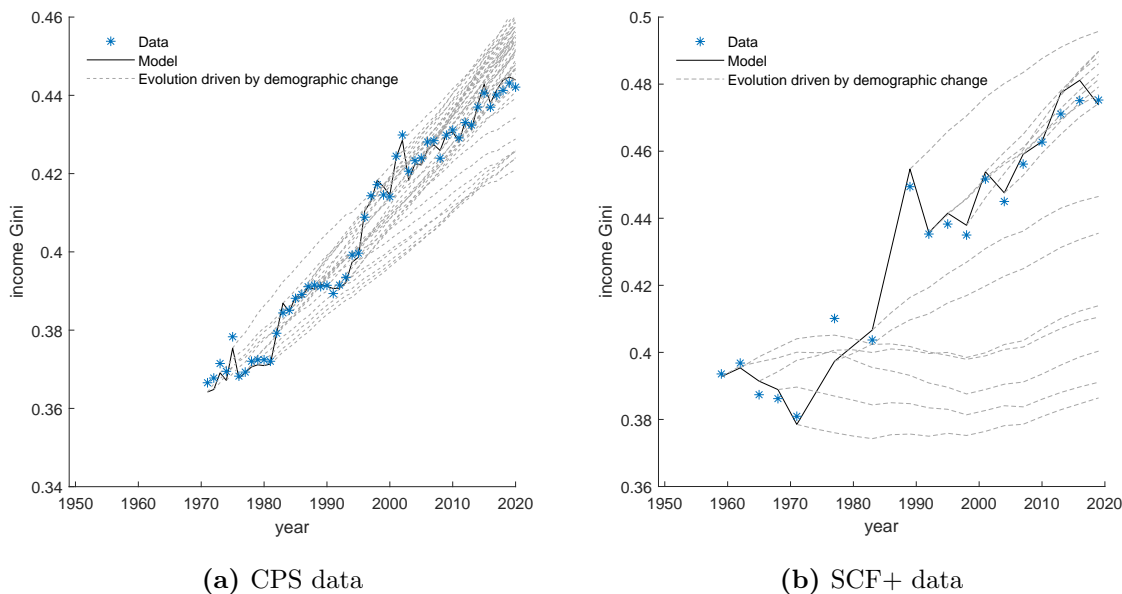 0.46
0.44
0.42
0.4
0.38
0.36
0.34
income Gini
Data
Model
Evolution driven by demographic change
1950 1960 1970 1980 1990 2000 2010 2020
year
(a) CPS data
0.5
0.48
0.46
0.44
0.42
0.4
0.38
0.36
income Gini
Data
Model
Evolution driven by demographic change
1950 1960 1970 1980 1990 2000 2010 2020
year
(b) SCF+ data